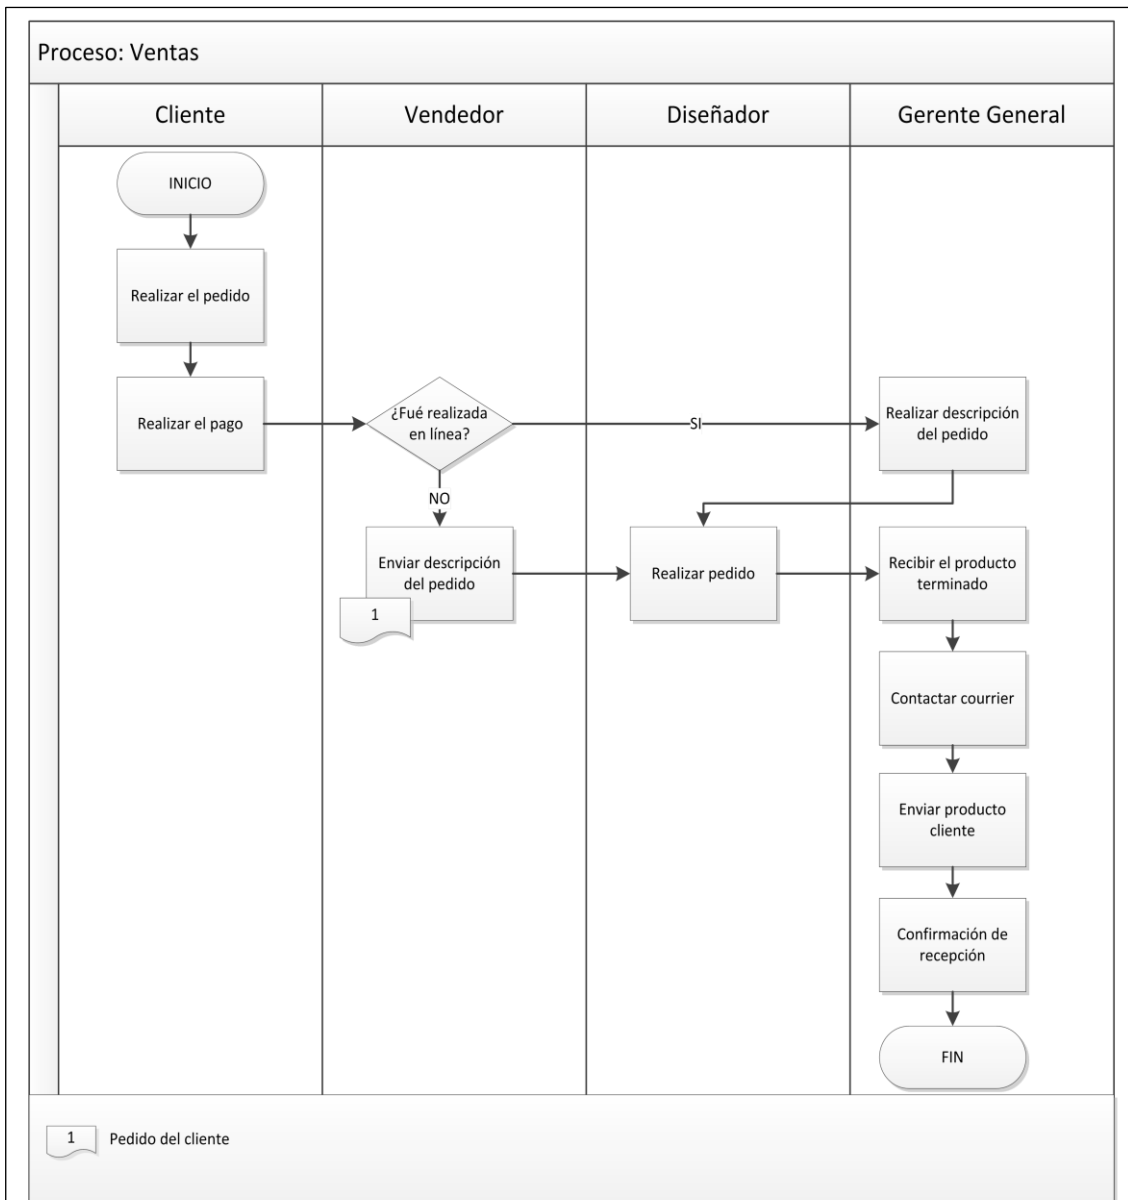 Proceso: Ventas
Cliente
Vendedor
Diseñador
Gerente General
INICIO
Realizar el pedido
Realizar el pago
¿Fué realizada
en línea?
SI
Realizar descripción
del pedido
NO
Enviar descripción
del pedido
1
Realizar pedido
Recibir el producto
terminado
Contactar courrier
Enviar producto
cliente
Confirmación de
recepción
FIN
1
Pedido del cliente